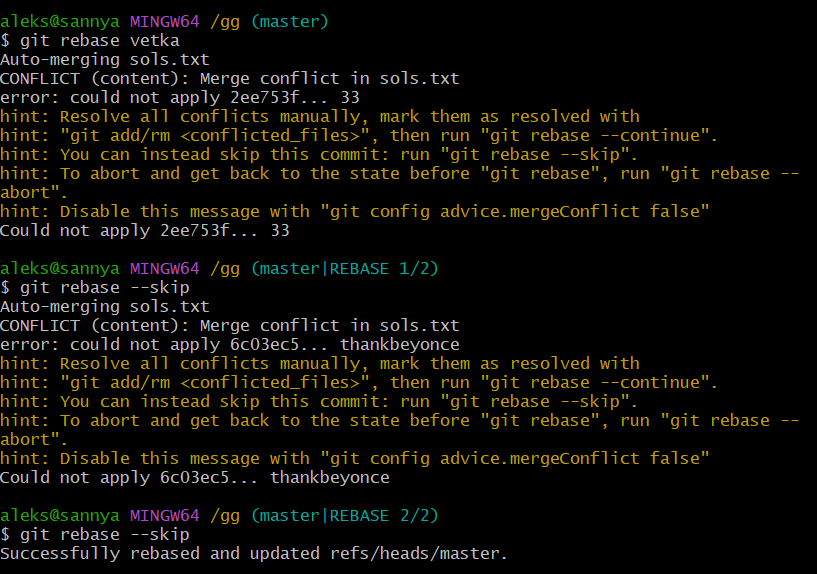 aleks@sannya MINGW64 /gg (master)
$ git rebase vetka
Auto-merging sols.txt
CONFLICT (content): Merge conflict in sols.txt
error: could not apply 2ee753f... 33
hint: Resolve all conflicts manually, mark them as resolved with
hint: "git add/rm <conflicted_files>", then run "git rebase --continue".
hint: You can instead skip this commit: run "git rebase --skip".
hint: To abort and get back to the state before "git rebase", run "git rebase --
abort".
hint: Disable this message with "git config advice.mergeConflict false"
Could not apply 2ee753f... 33
aleks@sannya MINGW64 /gg (master|REBASE 1/2)
$ git rebase --skip
Auto-merging sols.txt
CONFLICT (content): Merge conflict in sols.txt
error: could not apply 6c03ec5... thankbeyonce
hint: Resolve all conflicts manually, mark them as resolved with
hint: "git add/rm <conflicted_files>", then run "git rebase --continue".
hint: You can instead skip this commit: run "git rebase --skip".
hint: To abort and get back to the state before "git rebase", run "git rebase --
abort".
hint: Disable this message with "git config advice.mergeConflict false"
Could not apply 6c03ec5... thankbeyonce
aleks@sannya MINGW64 /gg (master|REBASE 2/2)
$ git rebase --skip
Successfully rebased and updated refs/heads/master.